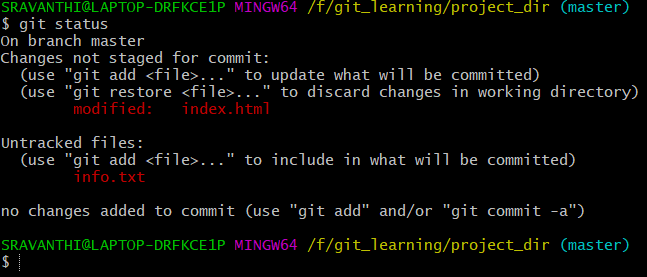 SRAVANTHI@LAPTOP-DRFKCE1P MINGW64 /f/git_learning/project_dir (master)
$ git status
On branch master
Changes not staged for commit:
  (use "git add <file>..." to update what will be committed)
  (use "git restore <file>..." to discard changes in working directory)
        modified:   index.html

Untracked files:
  (use "git add <file>..." to include in what will be committed)
        info.txt

no changes added to commit (use "git add" and/or "git commit -a")

SRAVANTHI@LAPTOP-DRFKCE1P MINGW64 /f/git_learning/project_dir (master)
$